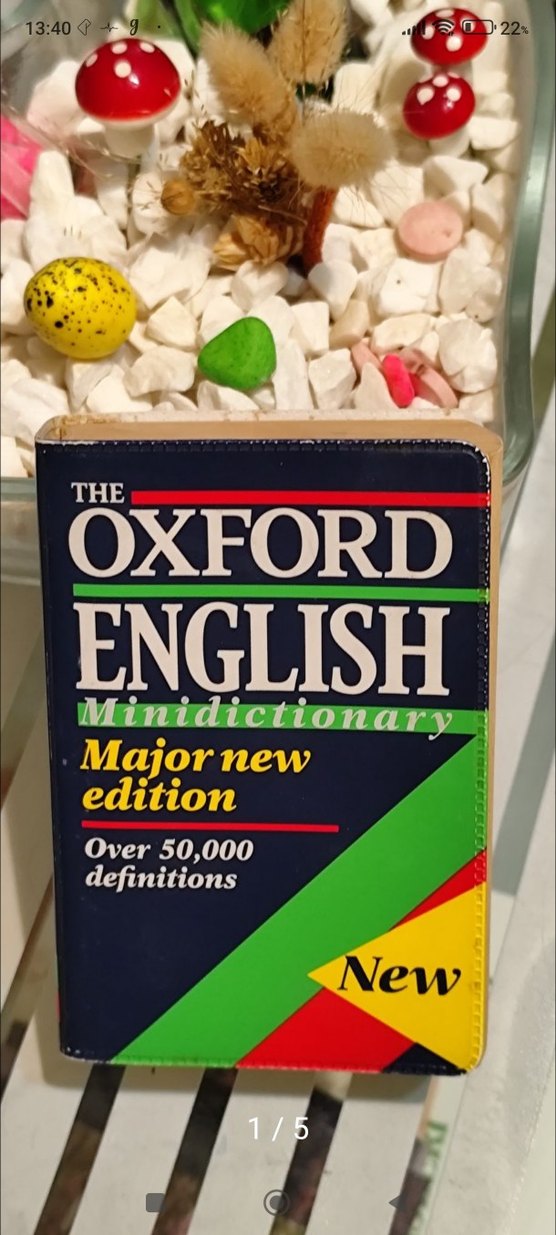 13:40
22%
THE
OXFORD
ENGLISH
Minidictionary
Major new
edition
Over 50,000
definitions
New
1 / 5